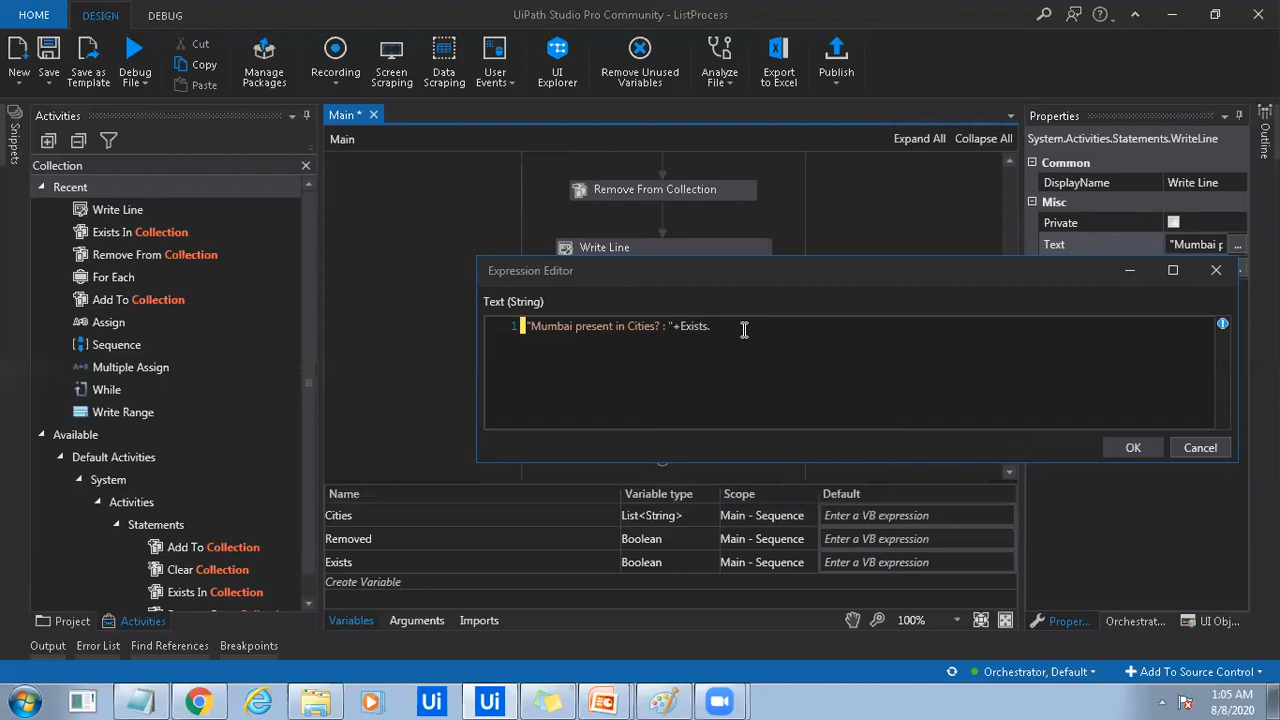 HOME DESIGN DEBUG UiPath Studio Pro Community - ListProcess
New Save Save as Template Debug File Cut Copy Paste Manage Packages Recording Screen Scraping Data Scraping User Events UI Explorer Remove Unused Variables Analyze File Export to Excel Publish
Snippets
Activities
Collection
Recent
Write Line
Exists In Collection
Remove From Collection
For Each
Add To Collection
Assign
Sequence
Multiple Assign
While
Write Range
Available
Default Activities
System
Activities
Statements
Add To Collection
Clear Collection
Exists In Collection
Project Activities
Main *
Main Expand All Collapse All
Remove From Collection
Write Line
Expression Editor
Text (String)
1 "Mumbai present in Cities? : "+Exists.
OK Cancel
Name Variable type Scope Default
Cities List<String> Main - Sequence Enter a VB expression
Removed Boolean Main - Sequence Enter a VB expression
Exists Boolean Main - Sequence Enter a VB expression
Create Variable
Variables Arguments Imports 100%
Properties
System.Activities.Statements.WriteLine
Common
DisplayName Write Line
Misc
Private
Text "Mumbai p ...
Outline
Proper... Orchestr... UI Obj...
Output Error List Find References Breakpoints
Orchestrator, Default Add To Source Control
Ui Ui
1:05 AM
8/8/2020